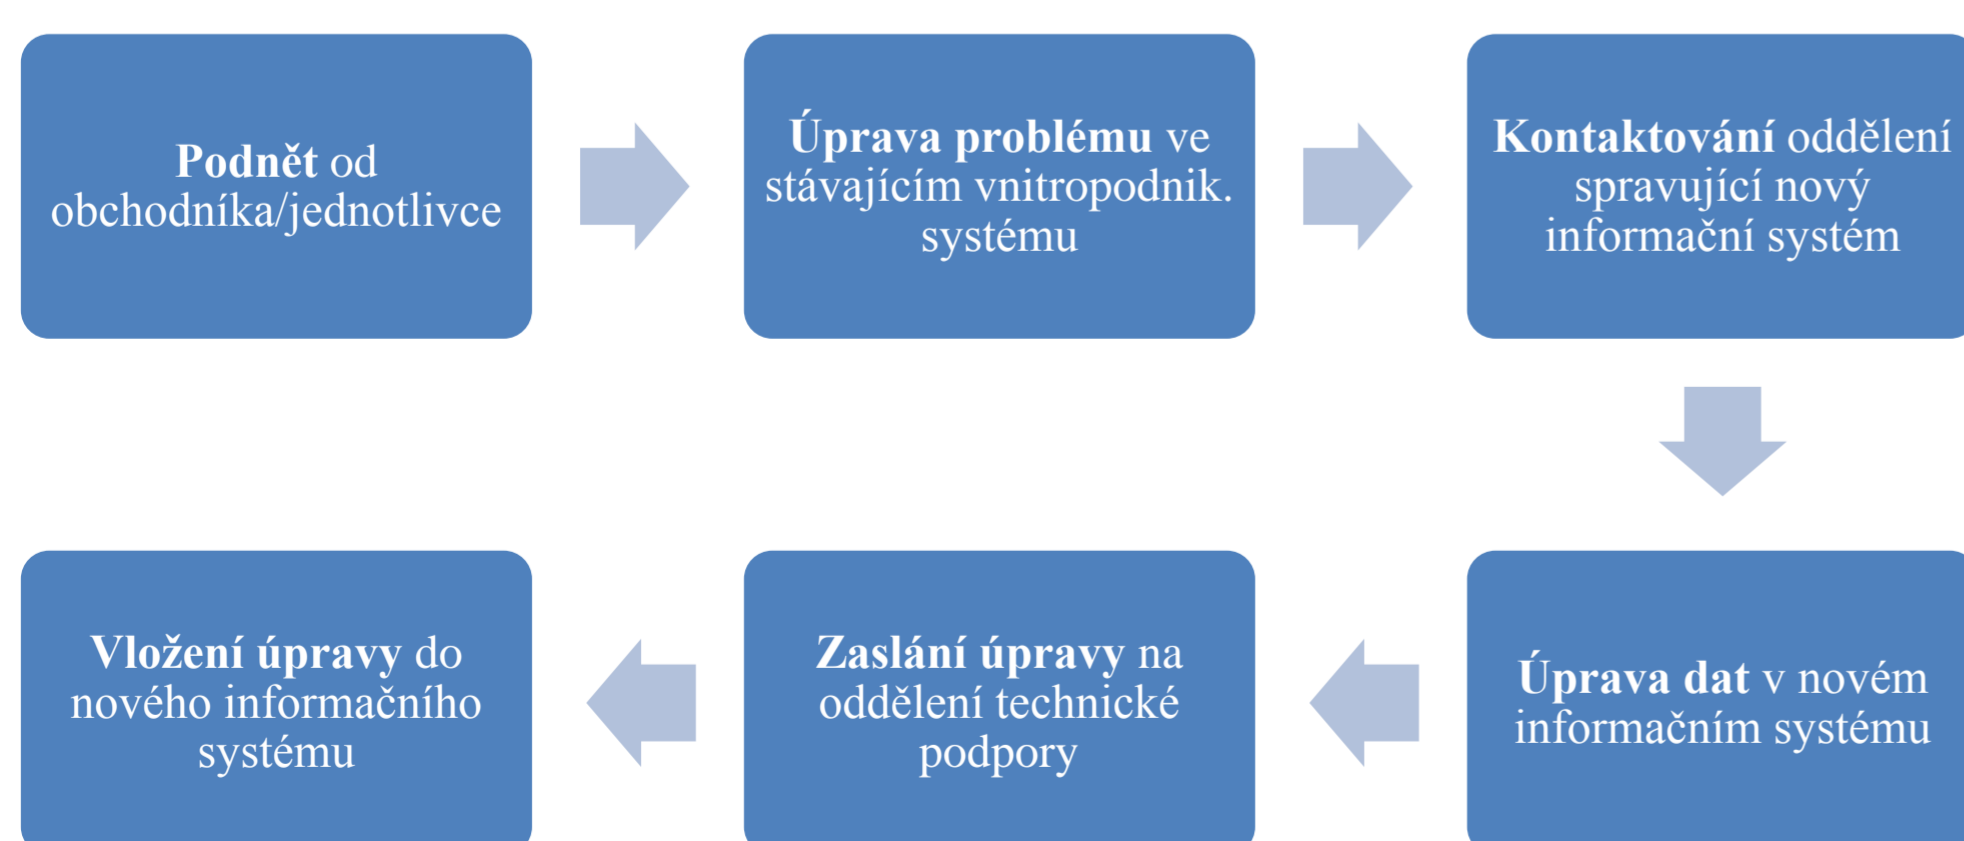 Podnět od
obchodníka/jednotlivce
Úprava problému ve
stávajícím vnitropodnik.
systému
Kontaktování oddělení
spravující nový
informační systém
Úprava dat v novém
informačním systému
Zaslání úpravy na
oddělení technické
podpory
Vložení úpravy do
nového informačního
systému